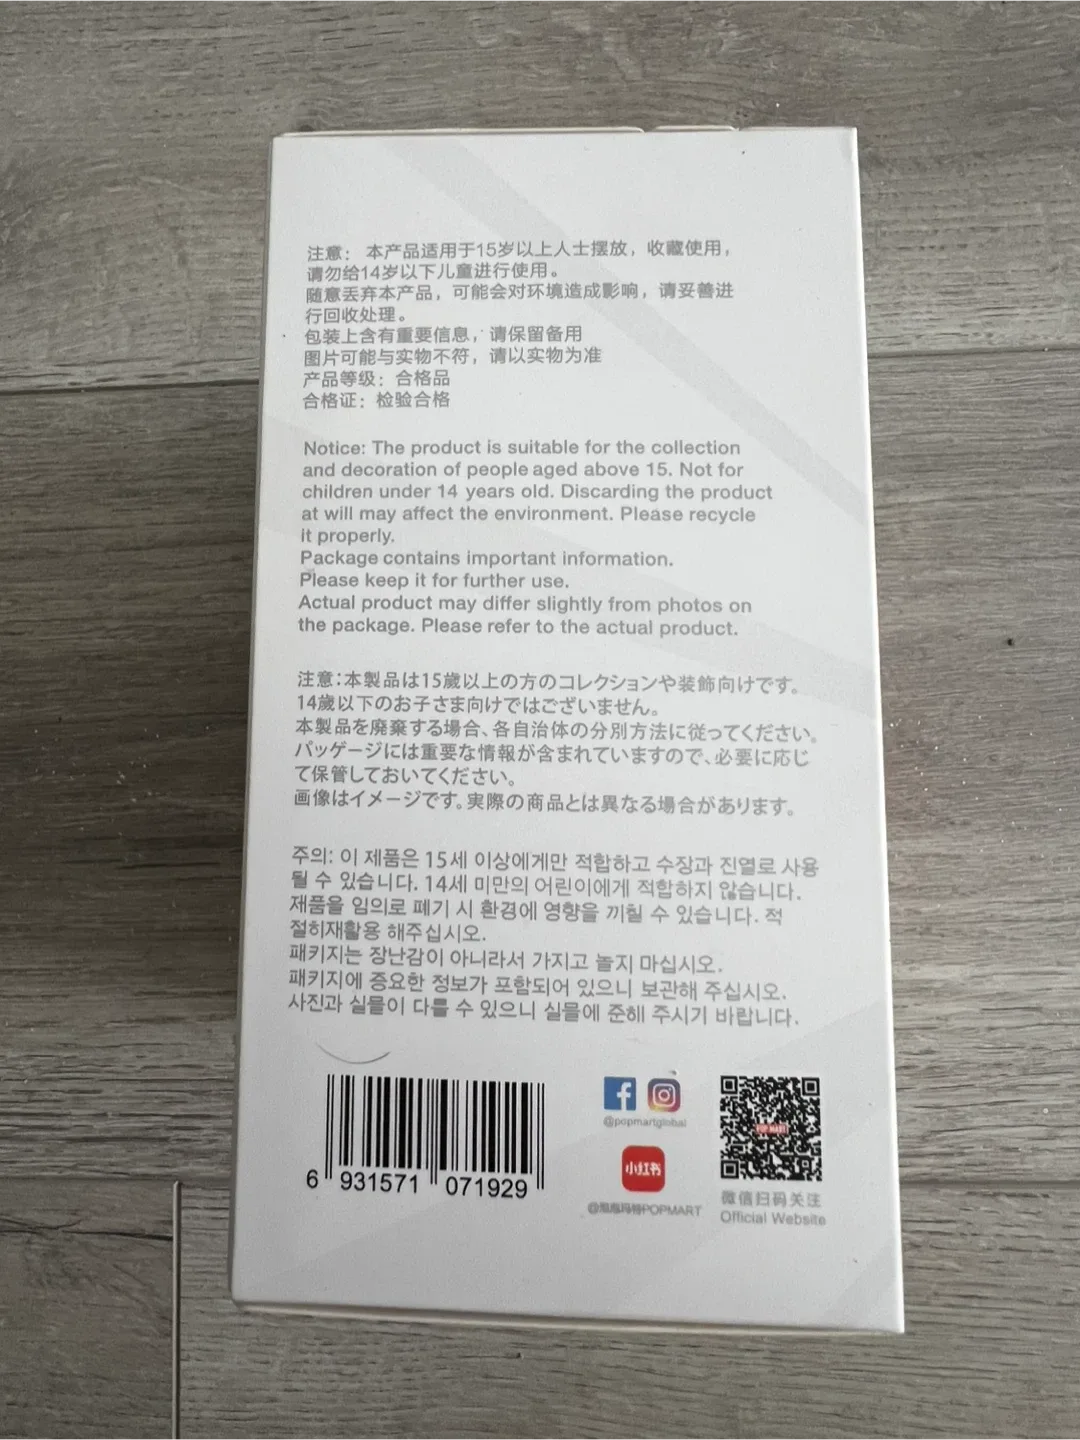 注意： 本产品适用于15岁以上人士摆放，收藏使用，
请勿给14岁以下儿童进行使用。
随意丢弃本产品，可能会对环境造成影响，请妥善进
行回收处理。
包装上含有重要信息，请保留备用
图片可能与实物不符，请以实物为准
产品等级：合格品
合格证：检验合格
Notice: The product is suitable for the collection
and decoration of people aged above 15. Not for
children under 14 years old. Discarding the product
at will may affect the environment. Please recycle
it properly.
Package contains important information.
Please keep it for further use.
Actual product may differ slightly from photos on
the package. Please refer to the actual product.
注意：本製品は15歳以上の方のコレクションや装飾向けです。
14歳以下のお子さま向けではございません。
本製品を廃棄する場合、各自治体の分別方法に従ってください。
パッケージには重要な情報が含まれていますので、必要に応じ
て保管しておいてください。
画像はイメージです。実際の商品とは異なる場合があります。
주의: 이 제품은 15세 이상에게만 적합하고 수장과 진열로 사용
될 수 있습니다. 14세 미만의 어린이에게 적합하지 않습니다.
제품을 임의로 폐기 시 환경에 영향을 끼칠 수 있습니다. 적
절히재활용 해주십시오.
패키지는 장난감이 아니라서 가지고 놀지 마십시오.
패키지에 중요한 정보가 포함되어 있으니 보관해 주십시오.
사진과 실물이 다를 수 있으니 실물에 준해 주시기 바랍니다.
6 931571 071929
@popmartglobal
小红书
@泡泡玛特POPMART
POP MART
微信扫码关注
Official Website